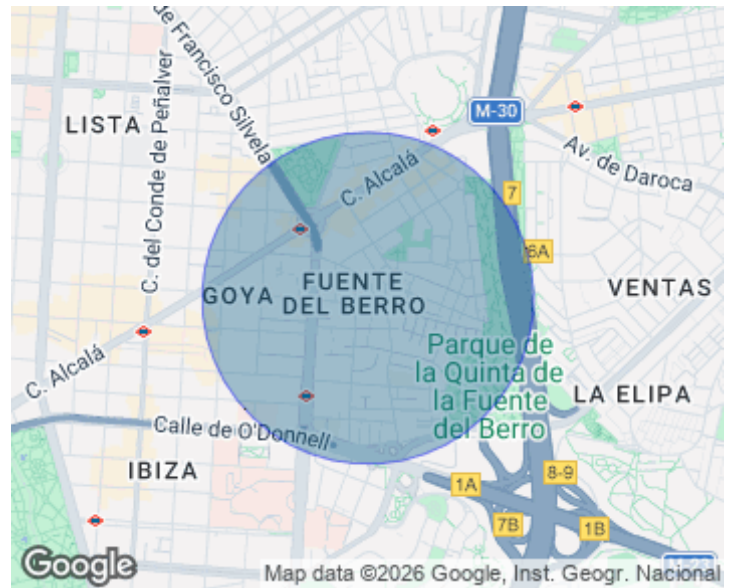 de Francisco Silvela
LISTA
C. del Conde de Peñalver
M-30
Av. de Daroca
C. Alcalá
7
6A
GOYA
FUENTE
DEL BERRO
VENTAS
C. Alcalá
Parque de
la Quinta de
la Fuente
del Berro
LA ELIPA
Calle de O'Donnell
IBIZA
1A
8-9
7B
1B
Google
Map data ©2026 Google, Inst. Geogr. Nacional